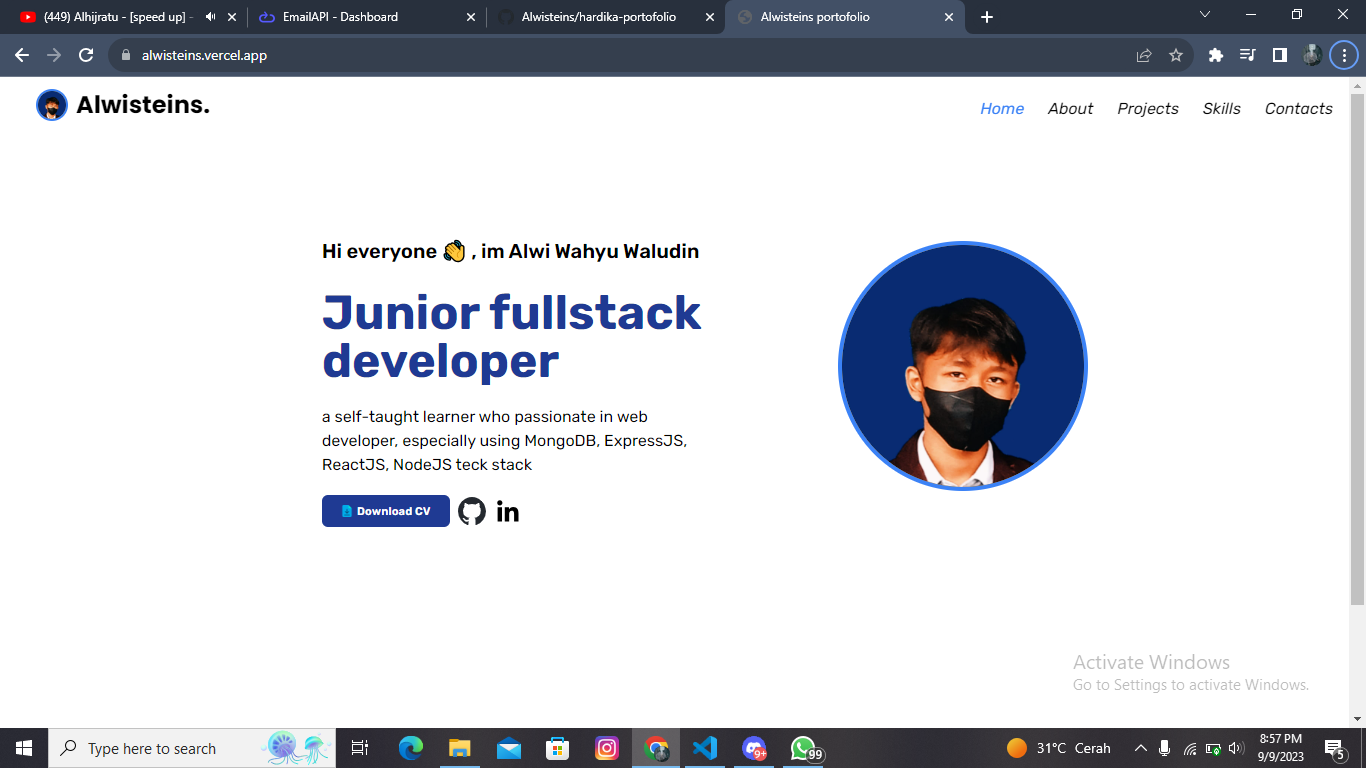 (449) Alhijratu - [speed up] -
EmailAPI - Dashboard
Alwisteins/hardika-portofolio
Alwisteins portofolio
alwisteins.vercel.app
Alwisteins.
Home
About
Projects
Skills
Contacts
Hi everyone 👋 , im Alwi Wahyu Waludin
Junior fullstack
developer
a self-taught learner who passionate in web
developer, especially using MongoDB, ExpressJS,
ReactJS, NodeJS teck stack
Download CV
in
Activate Windows
Go to Settings to activate Windows.
Type here to search
9+
99
31°C Cerah
8:57 PM
9/9/2023
5